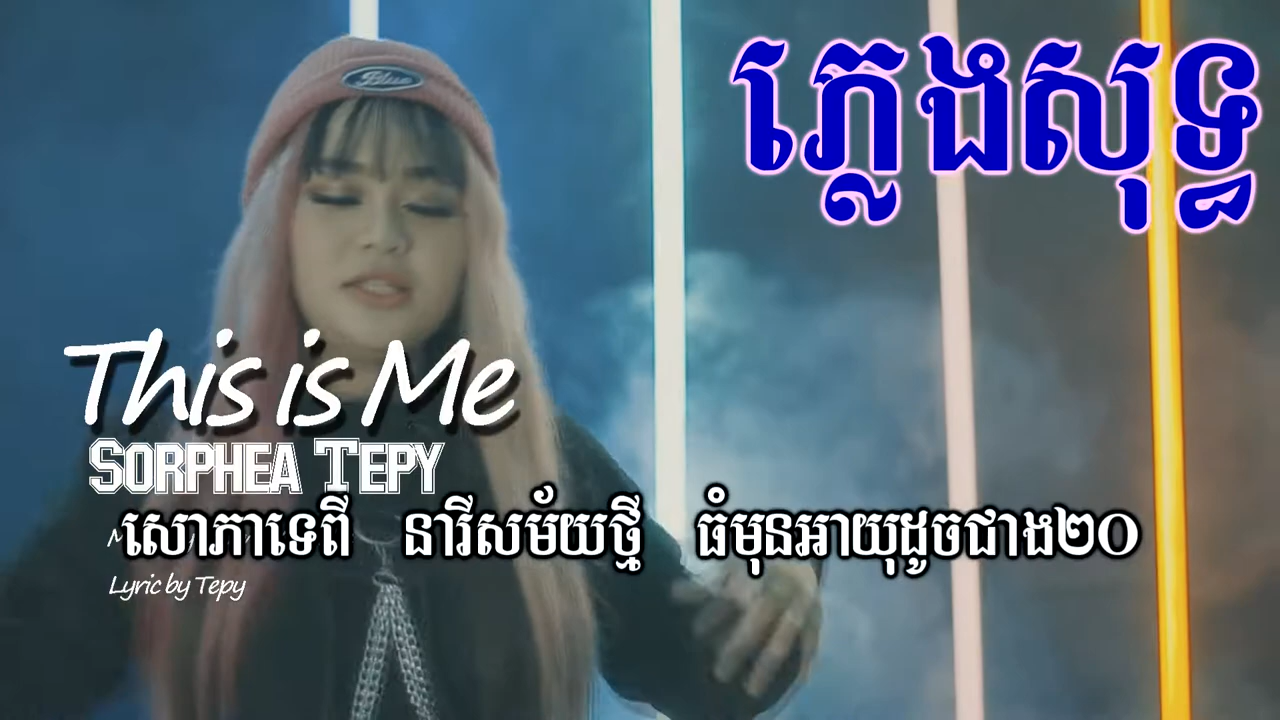 Blue
ភ្លេងសុទ្ធ
This is Me
SORPHEA TEPY
សោភាទេពី នារីសម័យថ្មី ធំមុនអាយុដូចជាង២០
Lyric by Tepy